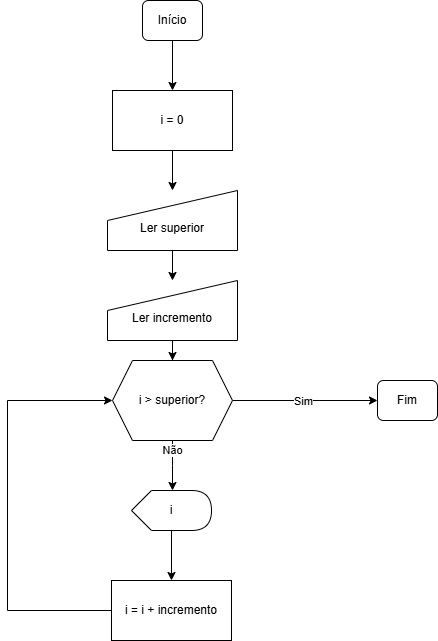 Início
i = 0
Ler superior
Ler incremento
i > superior?
Sim
Fim
Não
i
i = i + incremento